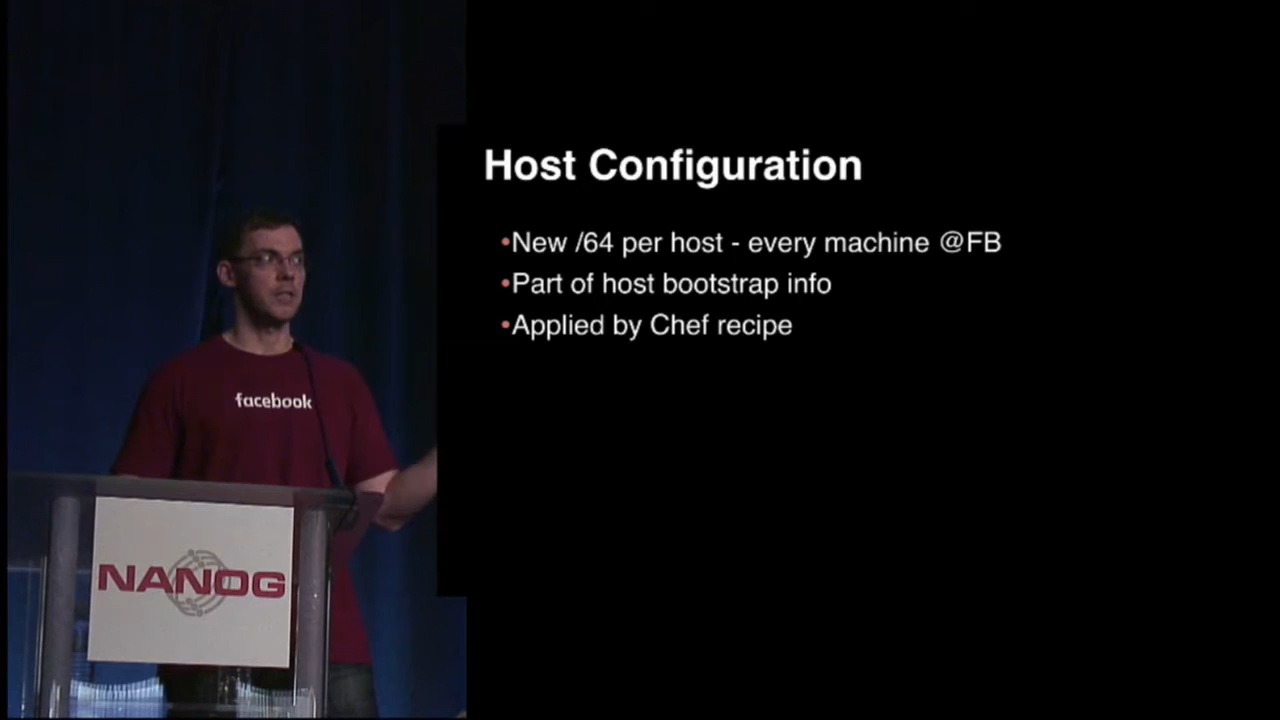 Host Configuration
•New /64 per host - every machine @FB
•Part of host bootstrap info
•Applied by Chef recipe
facebook
NANOG